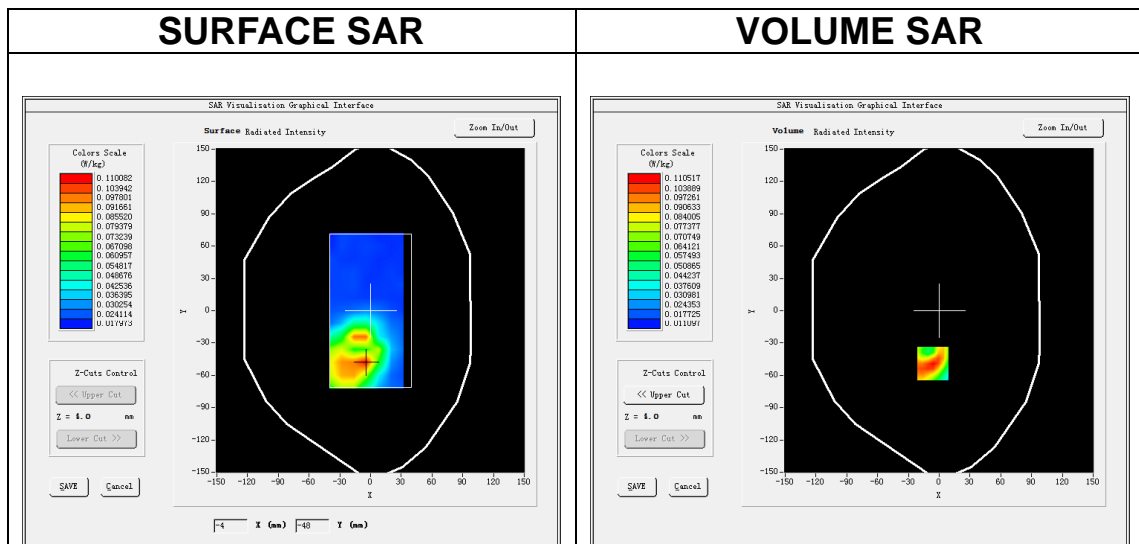 SURFACE SAR
VOLUME SAR
SAR Visualisation Graphical Interface
Surface Radiated Intensity
Zoom In/Out
Colors Scale
(W/kg)
0.110082
0.103942
0.097801
0.091661
0.085520
0.079379
0.073239
0.067098
0.060957
0.054817
0.048676
0.042536
0.036395
0.030254
0.024114
0.017973
150
120
90
60
30
0
-30
-60
-90
-120
-150
Y
-150 -120 -90 -60 -30 0 30 60 90 120 150
X
Z-Cuts Control
<< Upper Cut
Z = 4.0 mm
Lower Cut >>
SAVE Cancel
-4 X (mm) -48 Y (mm)
SAR Visualisation Graphical Interface
Volume Radiated Intensity
Zoom In/Out
Colors Scale
(W/kg)
0.110517
0.103889
0.097261
0.090633
0.084005
0.077377
0.070749
0.064121
0.057493
0.050865
0.044237
0.037609
0.030981
0.024353
0.017725
0.011097
150
120
90
60
30
0
-30
-60
-90
-120
-150
Y
-150 -120 -90 -60 -30 0 30 60 90 120 150
X
Z-Cuts Control
<< Upper Cut
Z = 4.0 mm
Lower Cut >>
SAVE Cancel